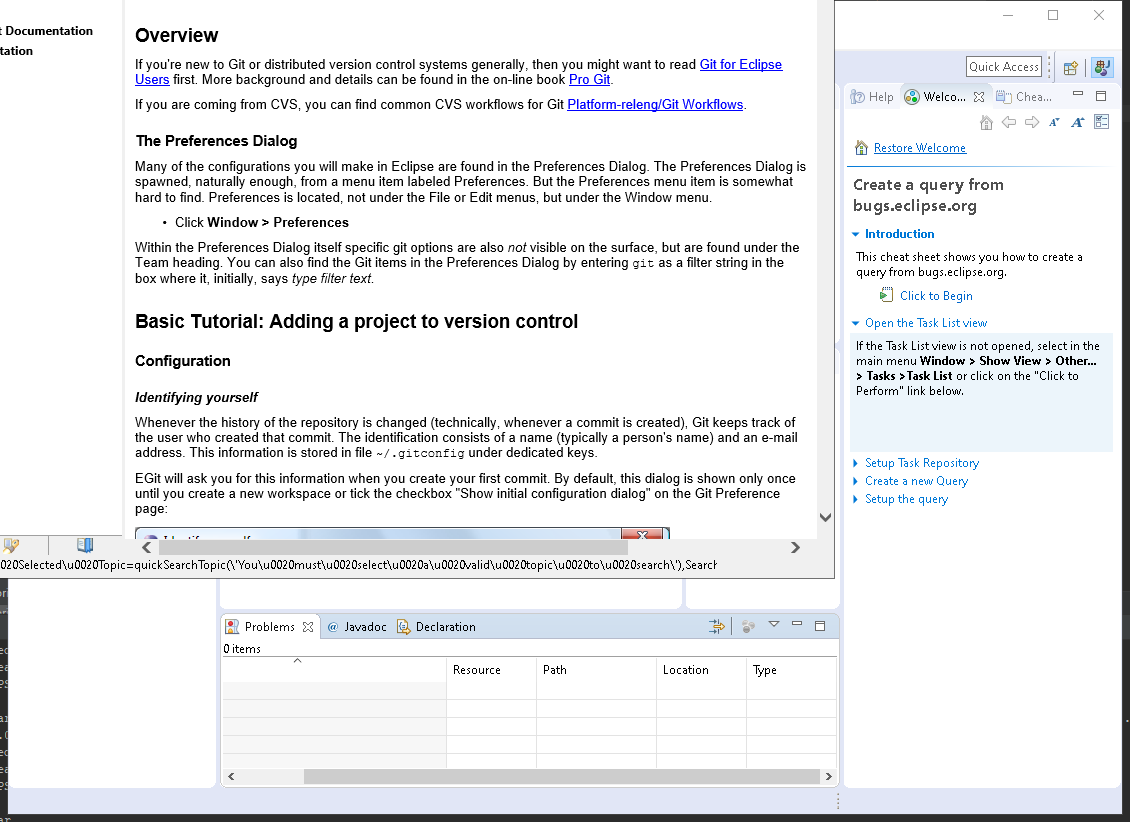 t Documentation
tation
Overview
If you're new to Git or distributed version control systems generally, then you might want to read Git for Eclipse
Users first. More background and details can be found in the on-line book Pro Git.
If you are coming from CVS, you can find common CVS workflows for Git Platform-releng/Git Workflows.
The Preferences Dialog
Many of the configurations you will make in Eclipse are found in the Preferences Dialog. The Preferences Dialog is
spawned, naturally enough, from a menu item labeled Preferences. But the Preferences menu item is somewhat
hard to find. Preferences is located, not under the File or Edit menus, but under the Window menu.
• Click Window > Preferences
Within the Preferences Dialog itself specific git options are also not visible on the surface, but are found under the
Team heading. You can also find the Git items in the Preferences Dialog by entering git as a filter string in the
box where it, initially, says type filter text.
Basic Tutorial: Adding a project to version control
Configuration
Identifying yourself
Whenever the history of the repository is changed (technically, whenever a commit is created), Git keeps track of
the user who created that commit. The identification consists of a name (typically a person's name) and an e-mail
address. This information is stored in file ~/.gitconfig under dedicated keys.
EGit will ask you for this information when you create your first commit. By default, this dialog is shown only once
until you create a new workspace or tick the checkbox "Show initial configuration dialog" on the Git Preference
page:
0020Selected\u0020Topic=quickSearchTopic(\'You\u0020must\u0020select\u0020a\u0020valid\u0020topic\u0020to\u0020search\'),Search
Quick Access
Help
Welco...
Chea...
Restore Welcome
Create a query from
bugs.eclipse.org
Introduction
This cheat sheet shows you how to create a
query from bugs.eclipse.org.
Click to Begin
Open the Task List view
If the Task List view is not opened, select in the
main menu Window > Show View > Other...
> Tasks >Task List or click on the "Click to
Perform" link below.
Setup Task Repository
Create a new Query
Setup the query
Problems
@ Javadoc
Declaration
0 items
Resource
Path
Location
Type